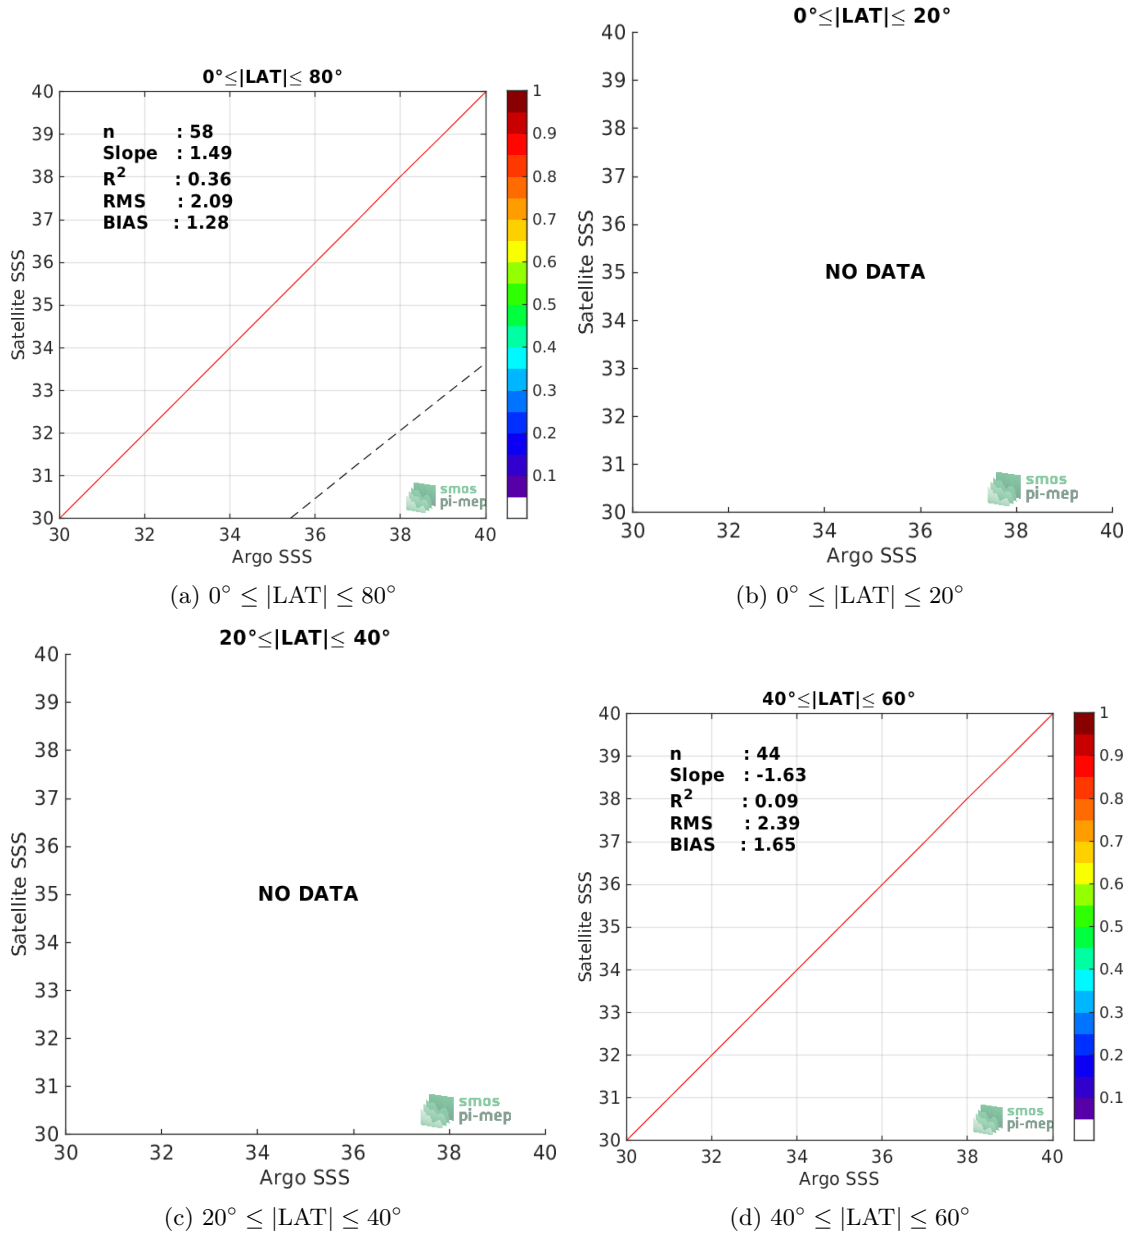 0°≤|LAT|≤ 80°
40
39
38
37
36
35
34
33
32
31
30
n : 58
Slope : 1.49
R² : 0.36
RMS : 2.09
BIAS : 1.28
Satellite SSS
30 32 34 36 38 40
Argo SSS
smos
pi-mep
1
0.9
0.8
0.7
0.6
0.5
0.4
0.3
0.2
0.1
(a) 0° ≤ |LAT| ≤ 80°
0°≤|LAT|≤ 20°
40
39
38
37
36
35
34
33
32
31
30
Satellite SSS
NO DATA
smos
pi-mep
30 32 34 36 38 40
Argo SSS
(b) 0° ≤ |LAT| ≤ 20°
20°≤|LAT|≤ 40°
40
39
38
37
36
35
34
33
32
31
30
Satellite SSS
NO DATA
smos
pi-mep
30 32 34 36 38 40
Argo SSS
(c) 20° ≤ |LAT| ≤ 40°
40°≤|LAT|≤ 60°
40
39
38
37
36
35
34
33
32
31
30
n : 44
Slope : -1.63
R² : 0.09
RMS : 2.39
BIAS : 1.65
Satellite SSS
smos
pi-mep
30 32 34 36 38 40
Argo SSS
1
0.9
0.8
0.7
0.6
0.5
0.4
0.3
0.2
0.1
(d) 40° ≤ |LAT| ≤ 60°